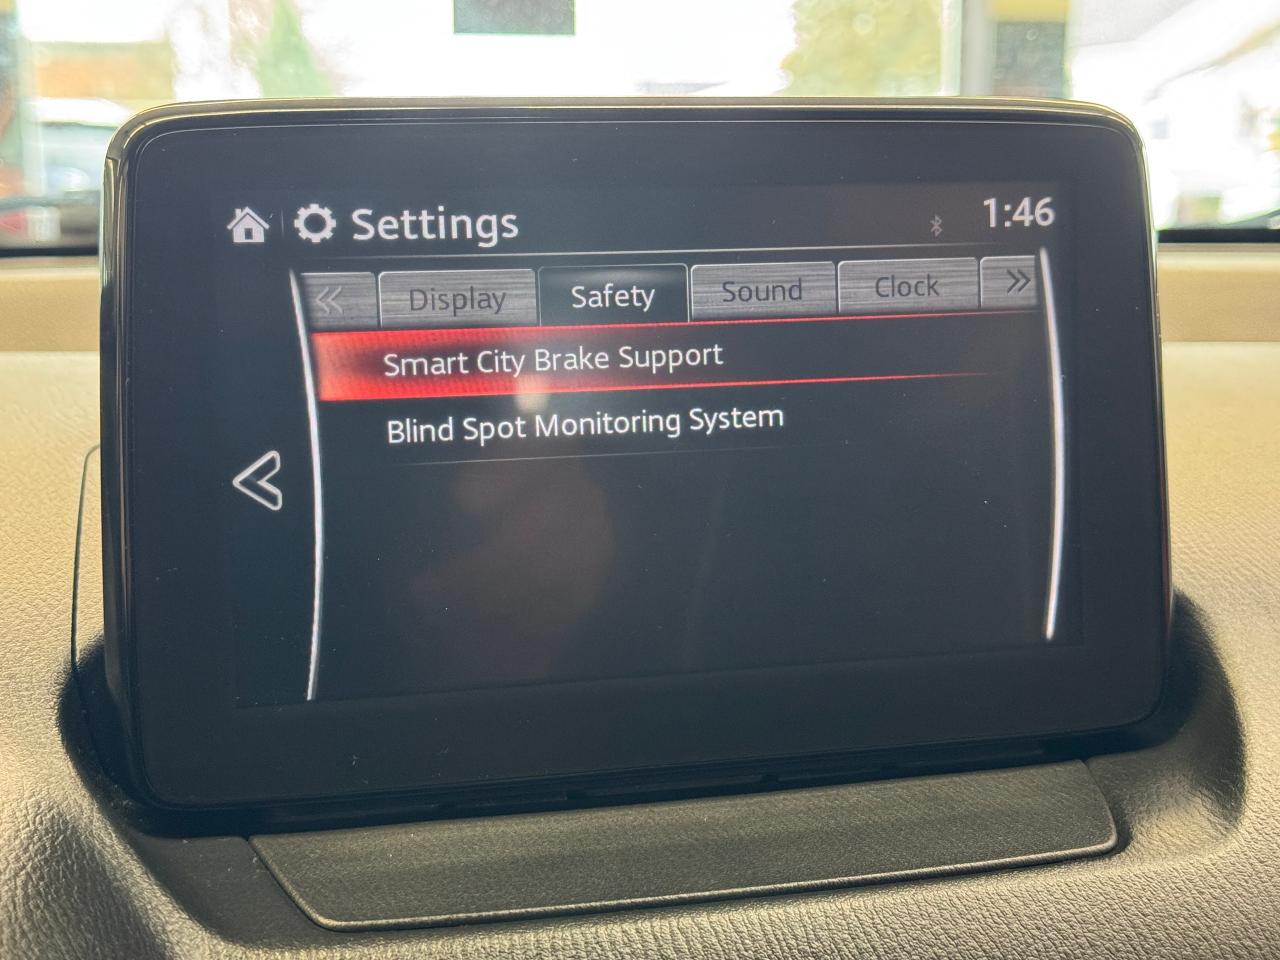 Settings
1:46
Display
Safety
Sound
Clock
Smart City Brake Support
Blind Spot Monitoring System